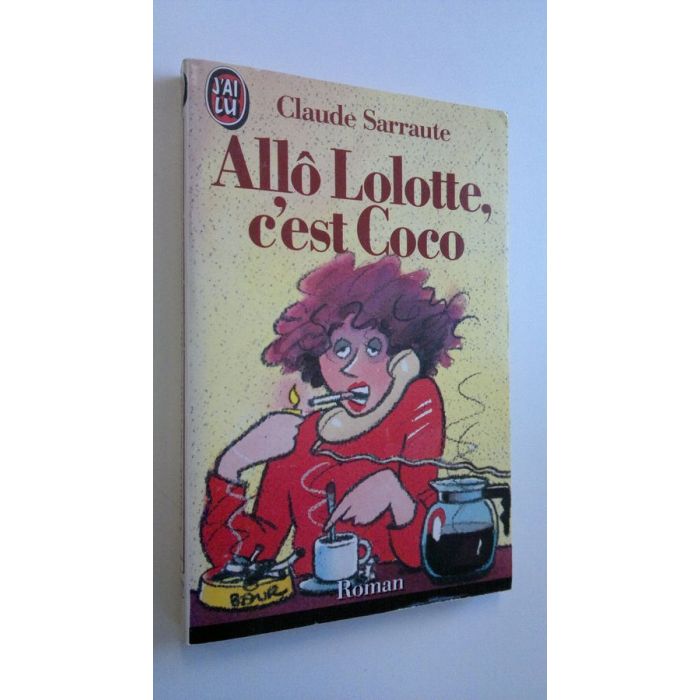 J'AI
LU
Claude Sarraute
Allô Lolotte,
c'est Coco
Roman